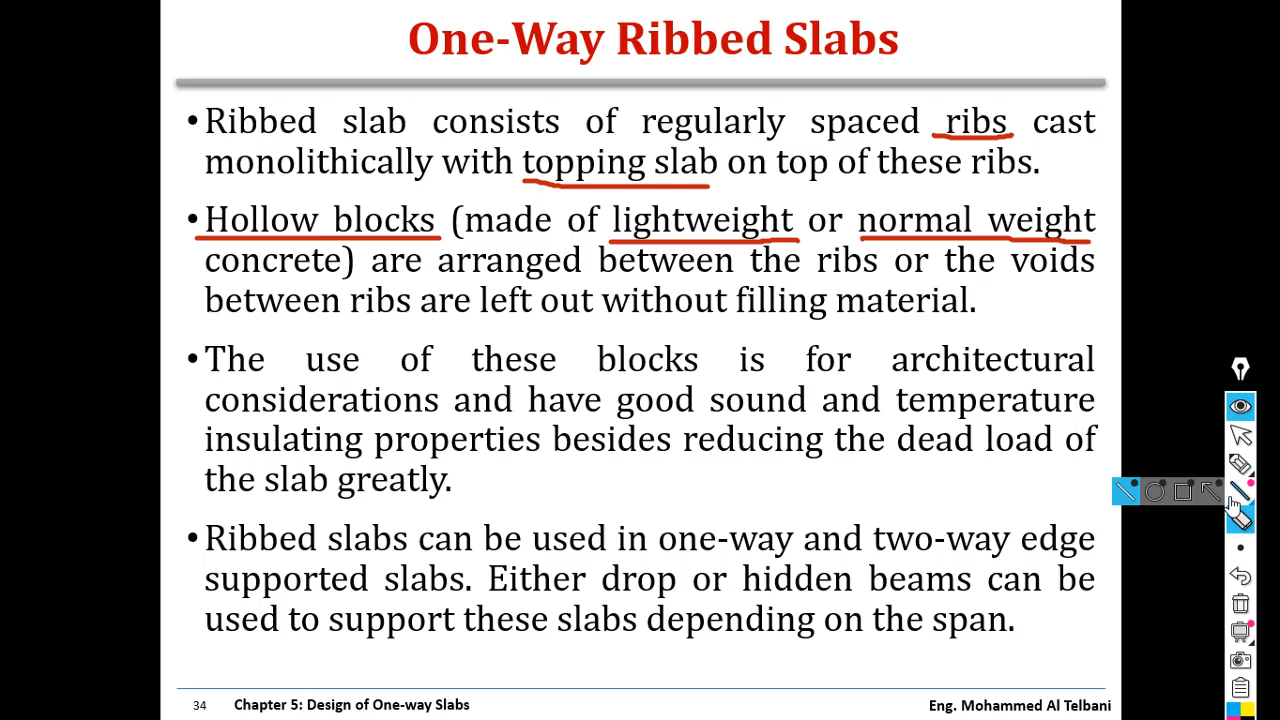 One-Way Ribbed Slabs
•Ribbed slab consists of regularly spaced ribs cast
monolithically with topping slab on top of these ribs.
•Hollow blocks (made of lightweight or normal weight
concrete) are arranged between the ribs or the voids
between ribs are left out without filling material.
•The use of these blocks is for architectural
considerations and have good sound and temperature
insulating properties besides reducing the dead load of
the slab greatly.
•Ribbed slabs can be used in one-way and two-way edge
supported slabs. Either drop or hidden beams can be
used to support these slabs depending on the span.
34 Chapter 5: Design of One-way Slabs Eng. Mohammed Al Telbani